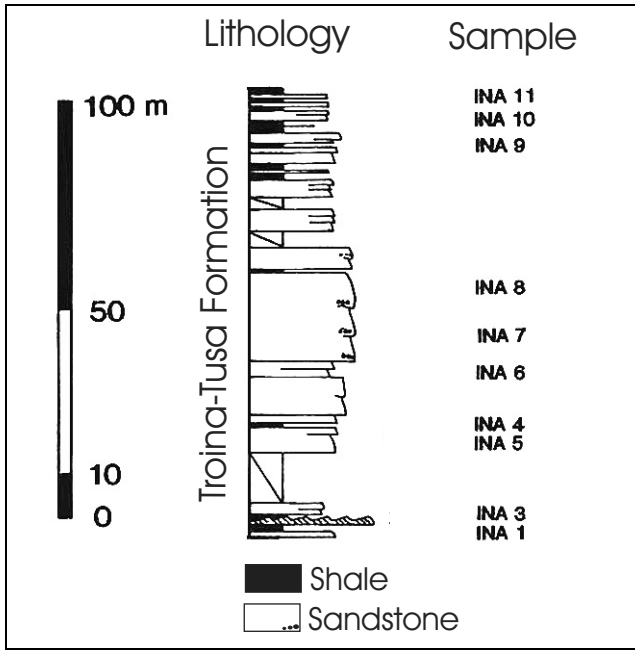 Lithology Sample
100 m
50
10
0
Troina-Tusa Formation
INA 11
INA 10
INA 9
INA 8
INA 7
INA 6
INA 4
INA 5
INA 3
INA 1
Shale
Sandstone